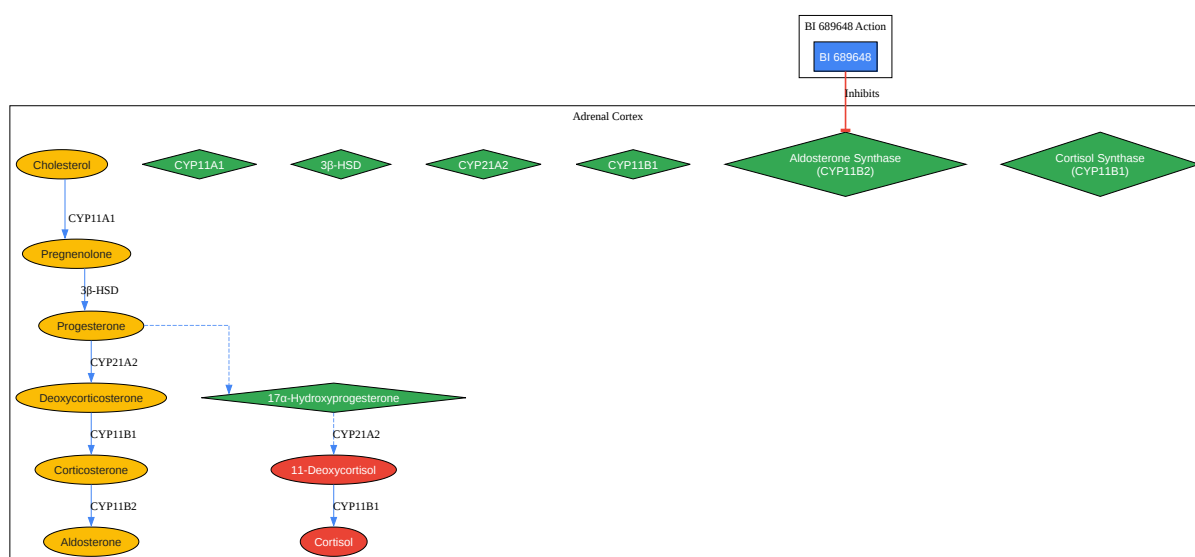 BI 689648 Action
BI 689648
Inhibits
Adrenal Cortex
Cholesterol
CYP11A1
3β-HSD
CYP21A2
CYP11B1
Aldosterone Synthase
(CYP11B2)
Cortisol Synthase
(CYP11B1)
CYP11A1
Pregnenolone
3β-HSD
Progesterone
CYP21A2
Deoxycorticosterone
17α-Hydroxyprogesterone
CYP11B1
CYP21A2
Corticosterone
11-Deoxycortisol
CYP11B2
CYP11B1
Aldosterone
Cortisol